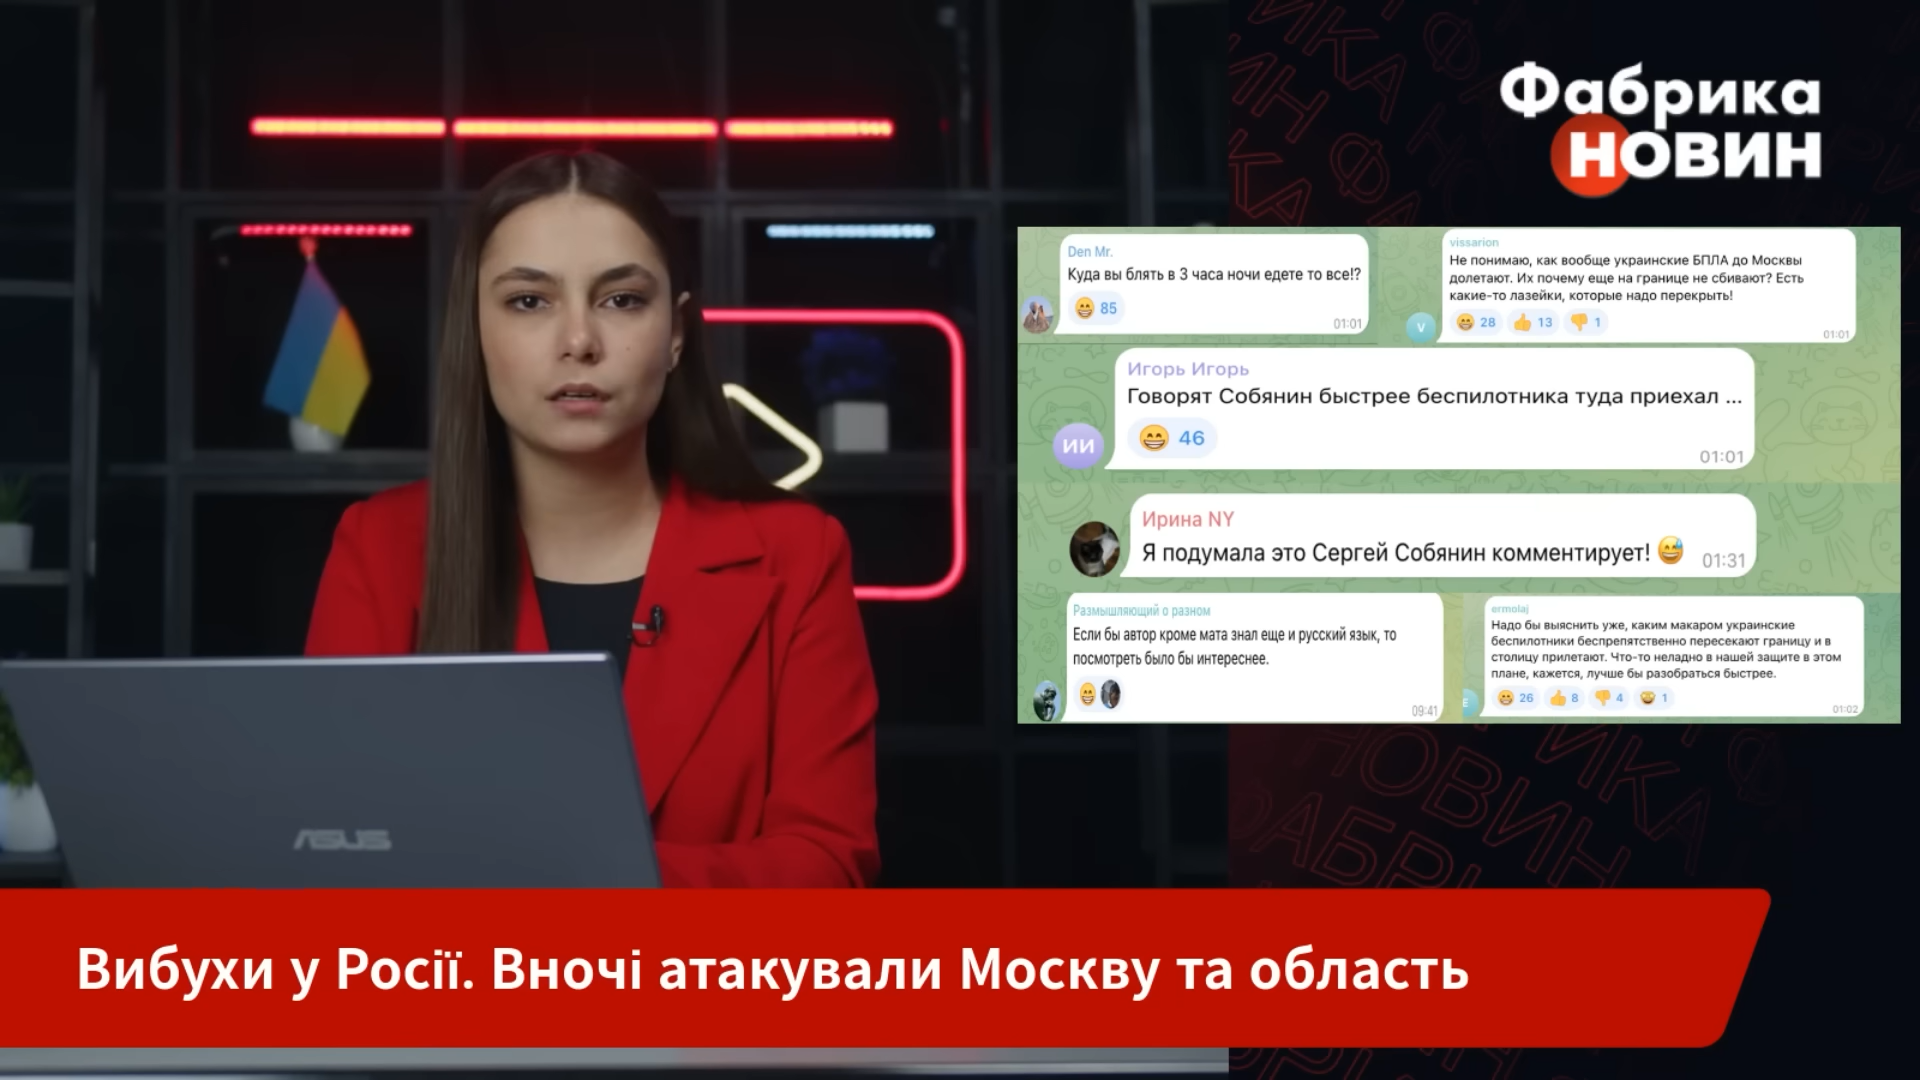 Фабрика
новин
Den Mr.
Куда вы блять в 3 часа ночи едете то все!?
85
01:01
vissarion
Не понимаю, как вообще украинские БПЛА до Москвы
долетают. Их почему еще на границе не сбивают? Есть
какие-то лазейки, которые надо перекрыть!
28 13 1
V
01:01
Игорь Игорь
Говорят Собянин быстрее беспилотника туда приехал ...
46
ИИ
01:01
Ирина NY
Я подумала это Сергей Собянин комментирует!
01:31
Размышляющий о разном
Если бы автор кроме мата знал еще и русский язык, то
посмотреть было бы интереснее.
09:41
ermolaj
Надо бы выяснить уже, каким макаром украинские
беспилотники беспрепятственно пересекают границу и в
столицу прилетают. Что-то неладно в нашей защите в этом
плане, кажется, лучше бы разобраться быстрее.
26 8 4 1
E
01:02
ASUS
Вибухи у Росії. Вночі атакували Москву та область